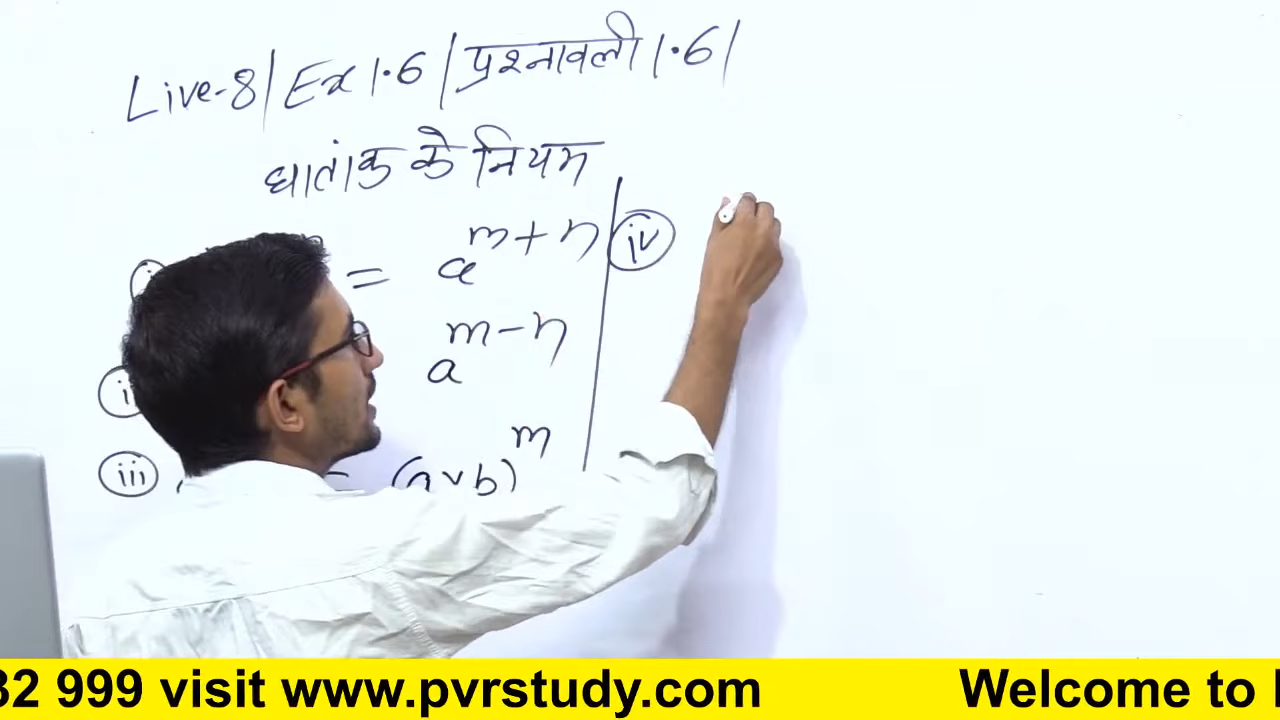 Live-8| Ex 1.6 | प्रश्नावली 1.6|
घातांक के नियम
= a^m+n
a^m-n
(iii) = (a×b)^m
(iv)
32 999 visit www.pvrstudy.com Welcome to